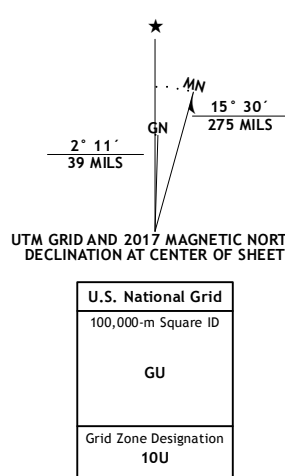 ★
MN
GN
15° 30´
275 MILS
2° 11´
39 MILS
UTM GRID AND 2017 MAGNETIC NORT
DECLINATION AT CENTER OF SHEET
U.S. National Grid
100,000-m Square ID
GU
Grid Zone Designation
10U